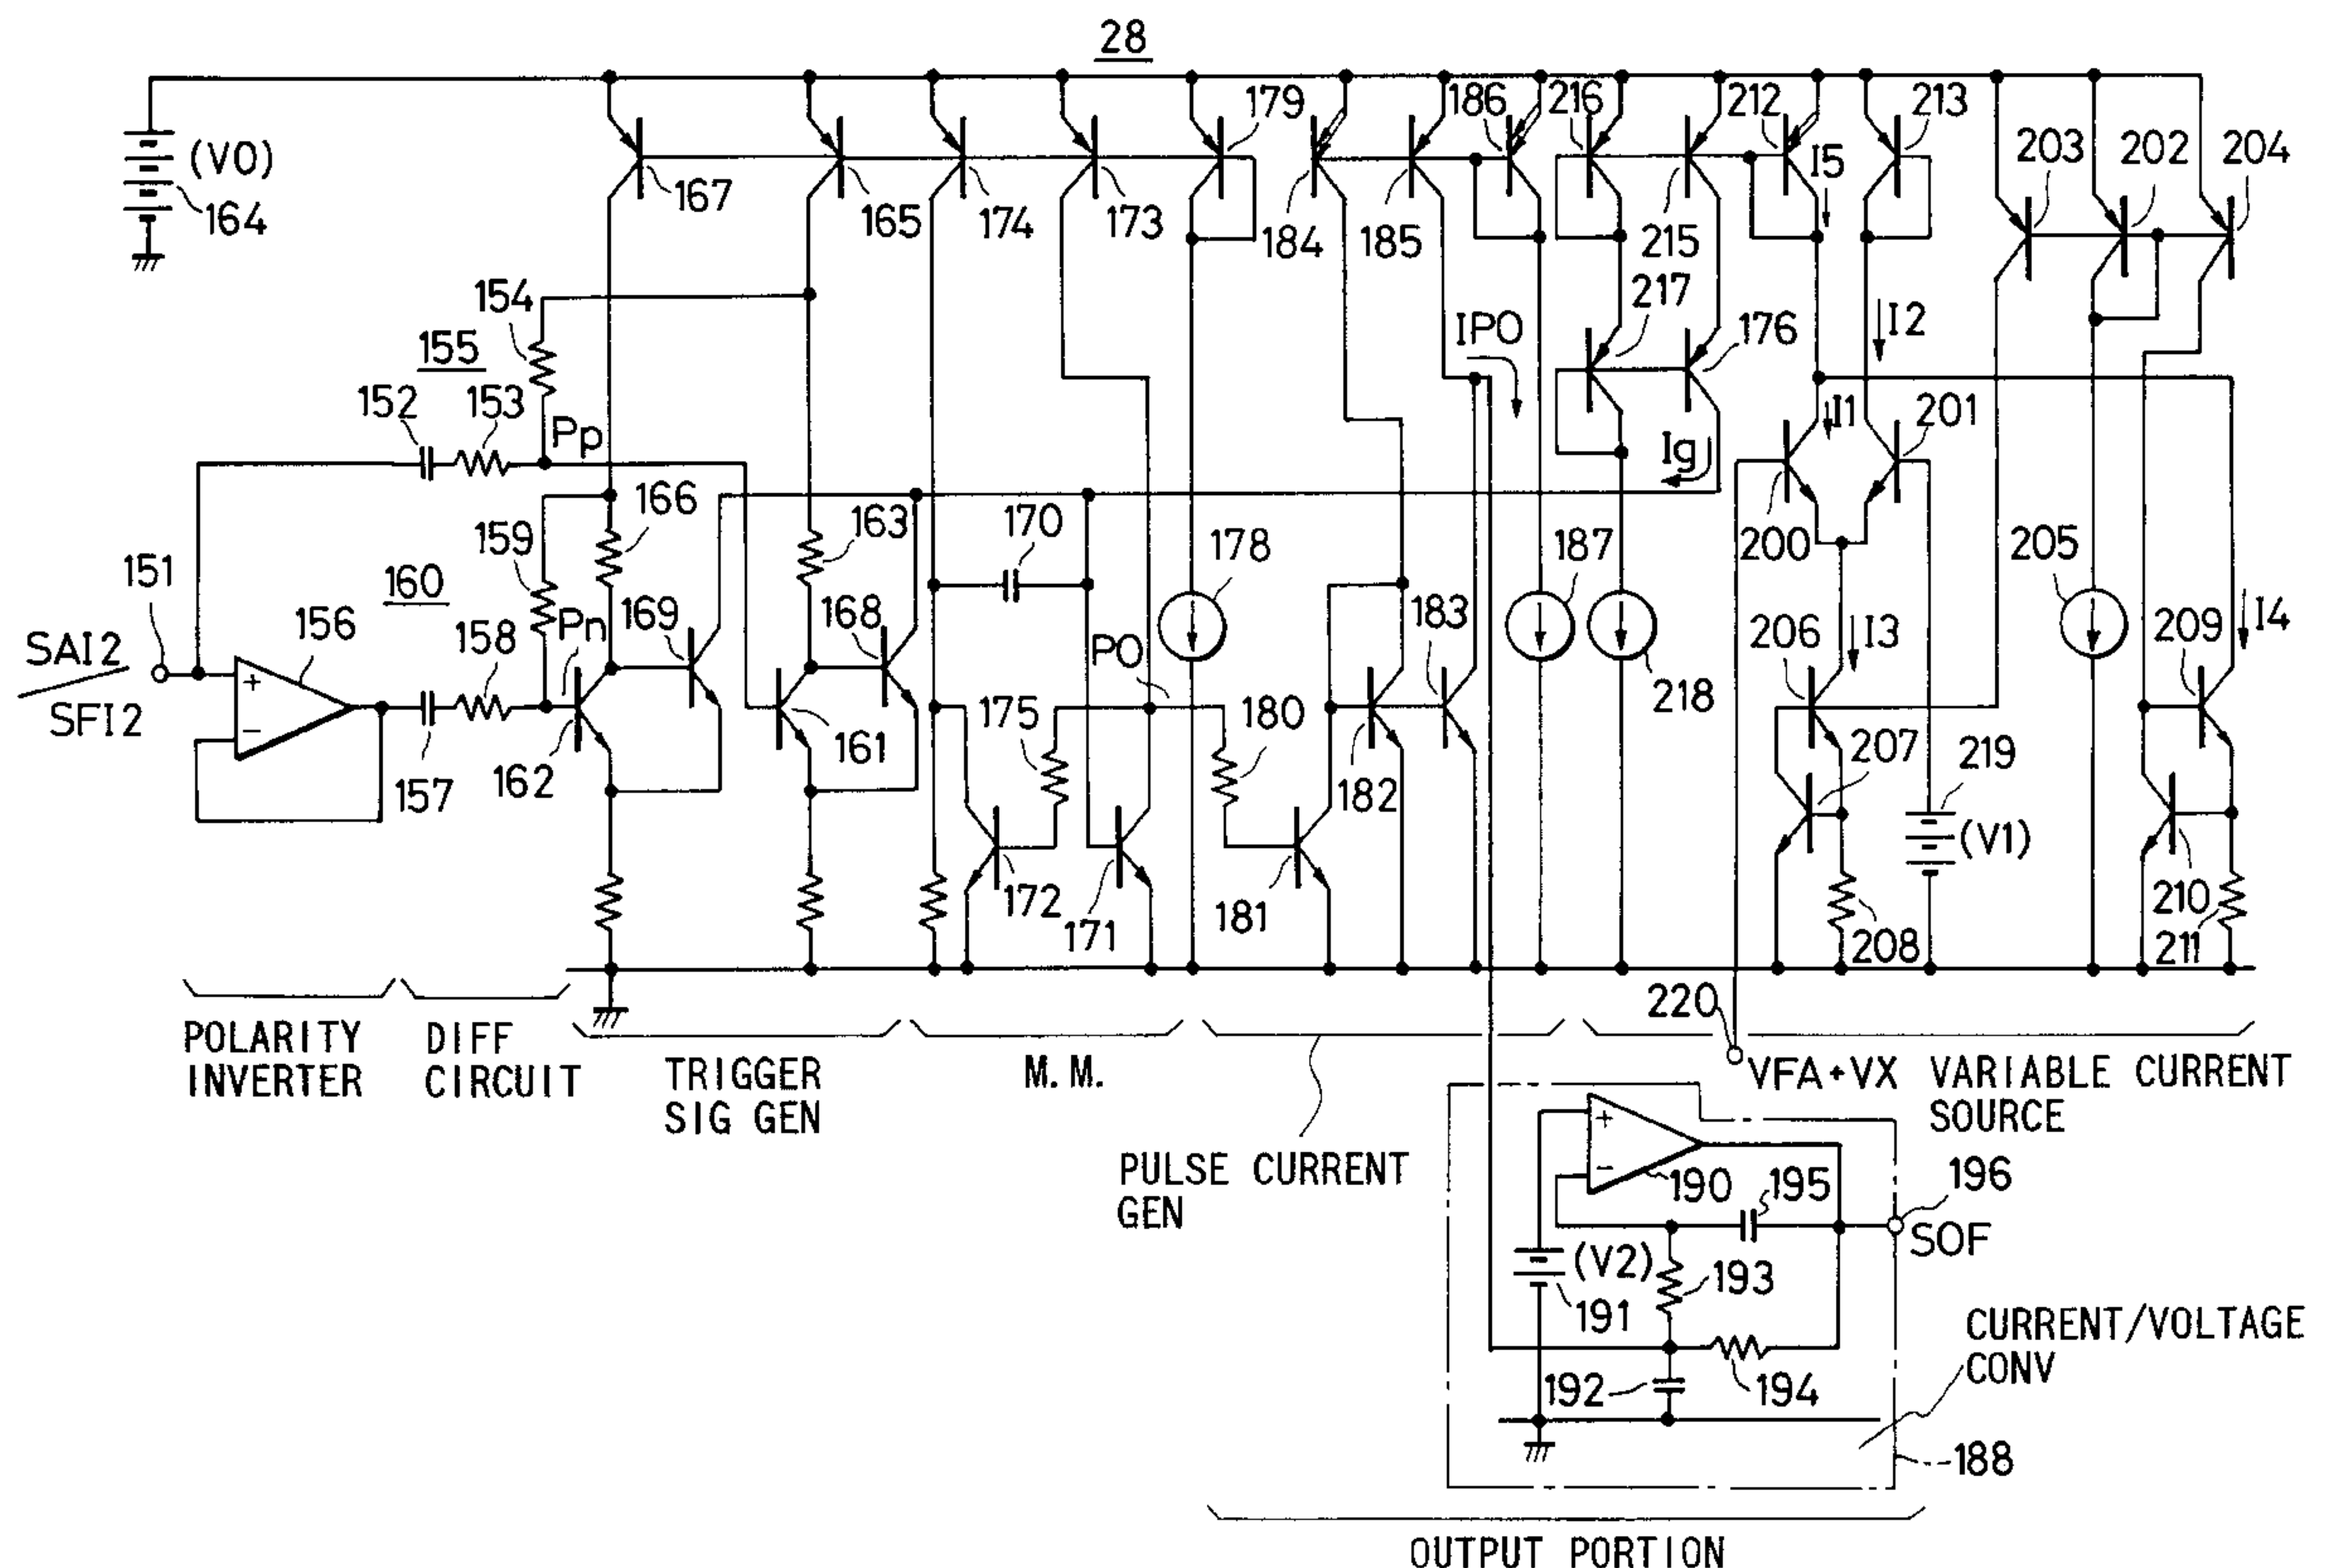 28
(V0)
164
167
165
174
173
179
184
185
186
216
215
212
I5
213
203
202
204
154
155
152
153
Pp
IPO
217
176
I2
I1
201
Ig
166
159
163
170
178
187
200
205
151
160
156
158
Pn
169
168
PO
183
218
206
I3
209
I4
SAI2
SFI2
157
162
161
175
180
182
207
219
(V1)
172
171
181
208
210
211
220
POLARITY
INVERTER
DIFF
CIRCUIT
TRIGGER
SIG GEN
M. M.
PULSE CURRENT
GEN
VFA+VX
VARIABLE CURRENT
SOURCE
+
−
190
195
196
SOF
(V2)
191
193
192
194
CURRENT/VOLTAGE
CONV
188
OUTPUT PORTION